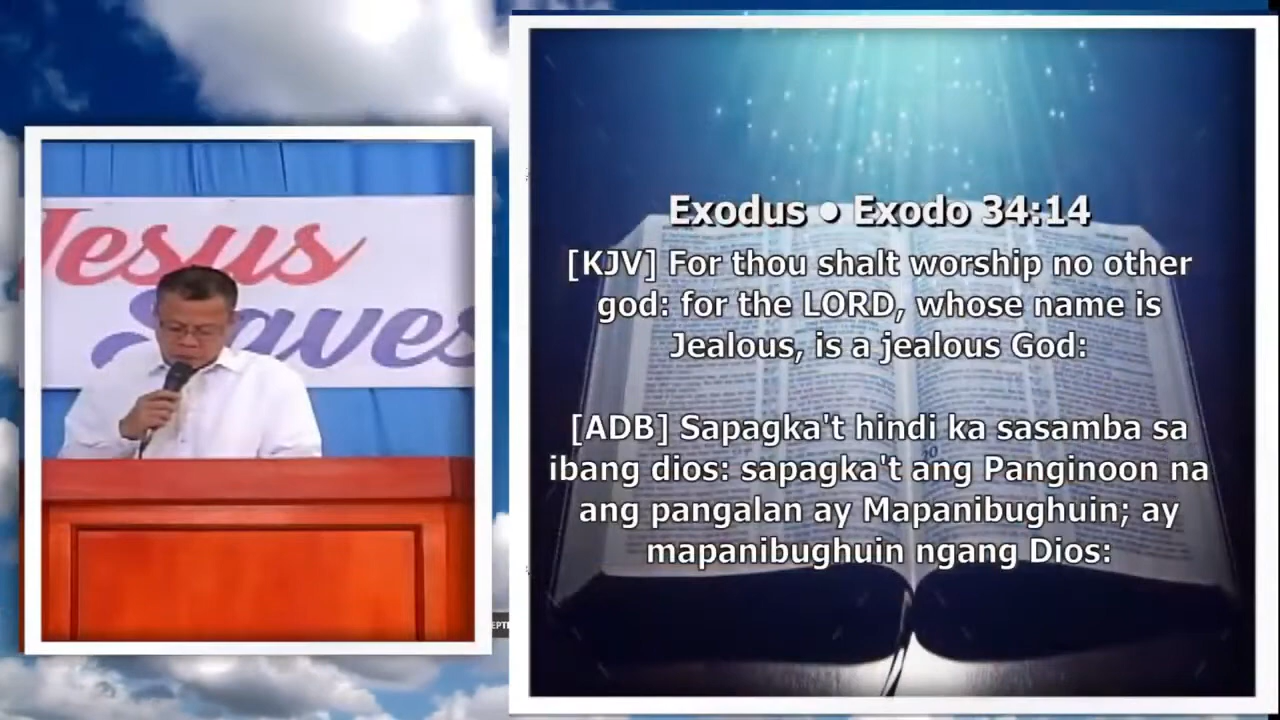 Jesus
Saves
Exodus • Exodo 34:14
[KJV] For thou shalt worship no other
god: for the LORD, whose name is
Jealous, is a jealous God:
[ADB] Sapagka't hindi ka sasamba sa
ibang dios: sapagka't ang Panginoon na
ang pangalan ay Mapanibughuin; ay
mapanibughuin ngang Dios: